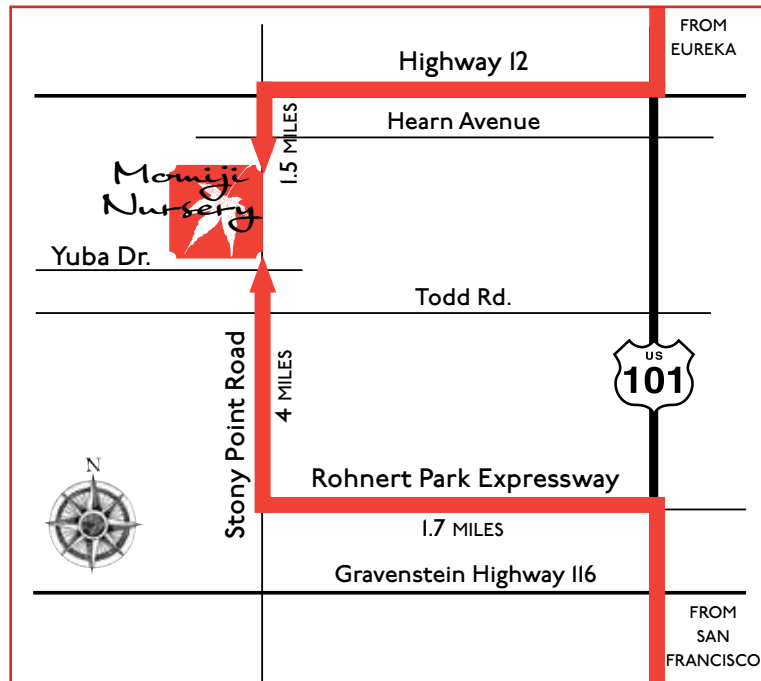 FROM
EUREKA
Highway 12
Hearn Avenue
1.5 MILES
Momiji
Nursery
Yuba Dr.
Todd Rd.
US
101
Stony Point Road
4 MILES
N
Rohnert Park Expressway
1.7 MILES
Gravenstein Highway 116
FROM
SAN
FRANCISCO